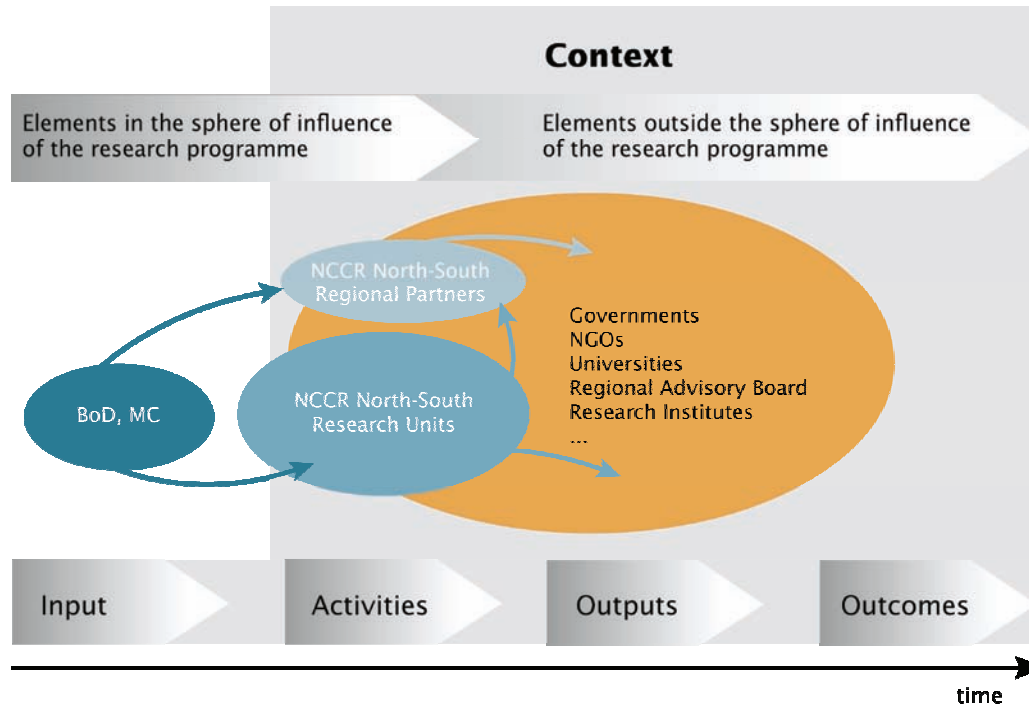 Context
Elements in the sphere of influence
of the research programme
Elements outside the sphere of influence
of the research programme
NCCR North-South
Regional Partners
Governments
NGOs
Universities
Regional Advisory Board
Research Institutes
...
NCCR North-South
Research Units
BoD, MC
Input
Activities
Outputs
Outcomes
time